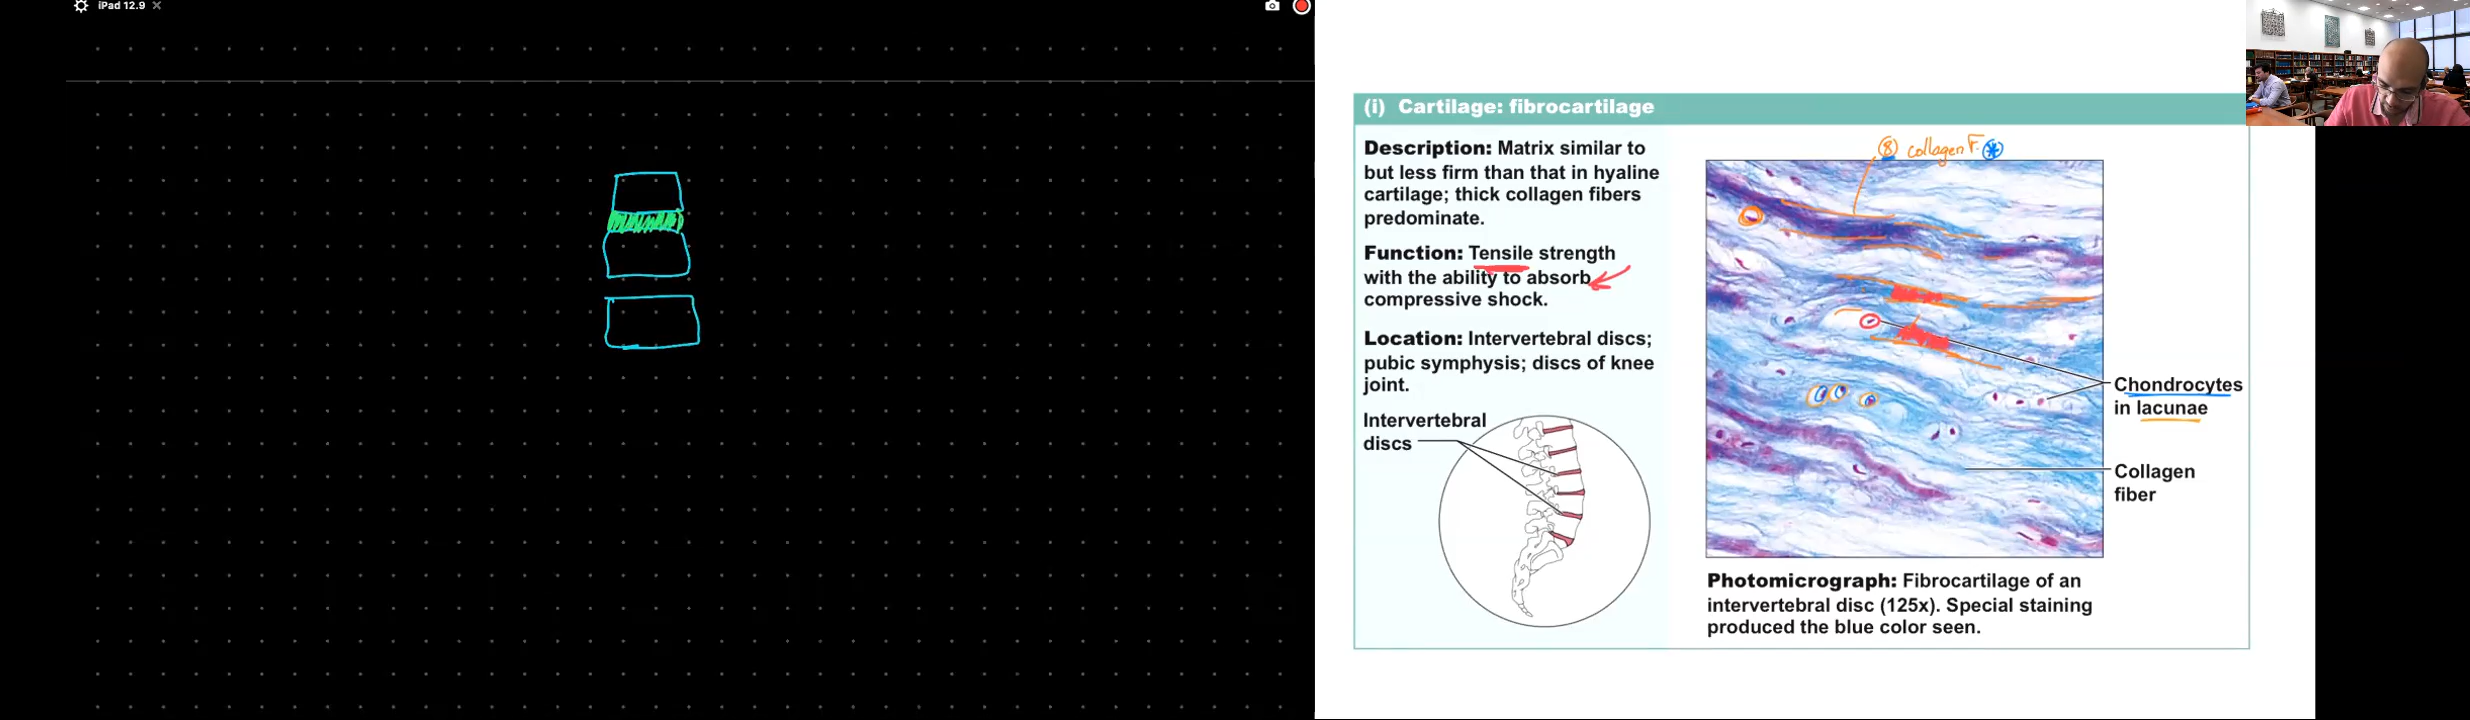 iPad 12.9
(i) Cartilage: fibrocartilage
Description: Matrix similar to
but less firm than that in hyaline
cartilage; thick collagen fibers
predominate.
Function: Tensile strength
with the ability to absorb
compressive shock.
Location: Intervertebral discs;
pubic symphysis; discs of knee
joint.
Intervertebral
discs
⑧ collagen F.
Chondrocytes
in lacunae
Collagen
fiber
Photomicrograph: Fibrocartilage of an
intervertebral disc (125x). Special staining
produced the blue color seen.